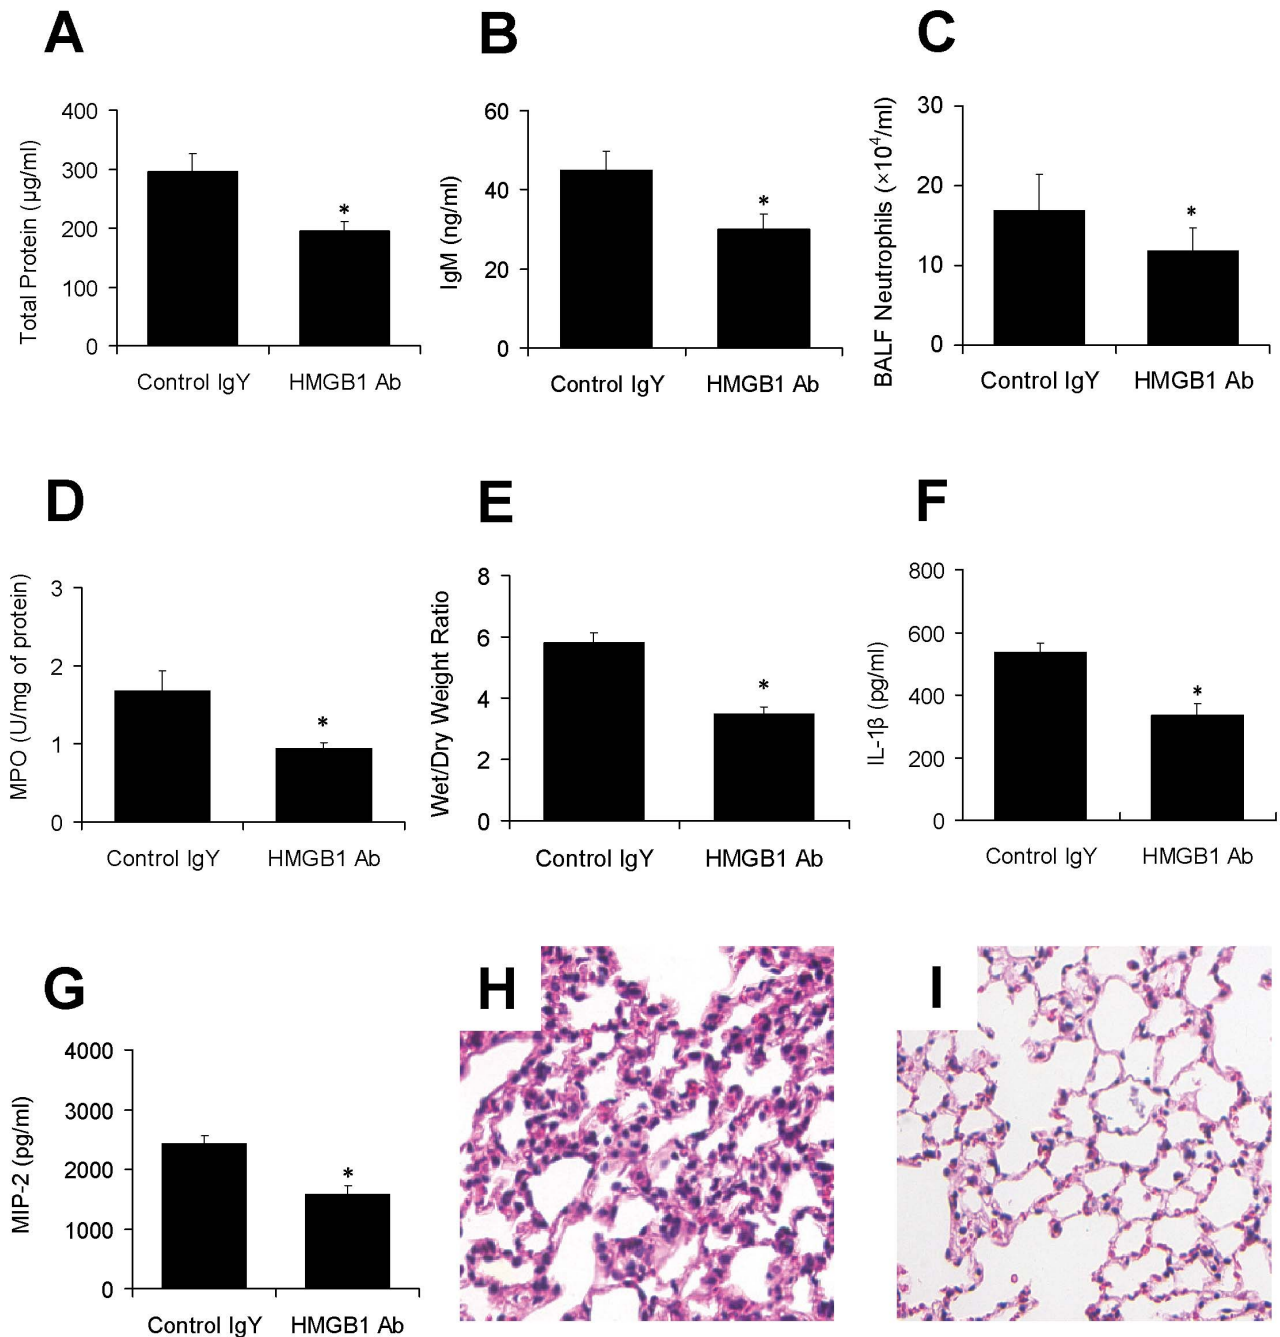 A
Total Protein (µg/ml)
400
300
200
100
0
*
Control IgY
HMGB1 Ab
B
IgM (ng/ml)
60
40
20
0
*
Control IgY
HMGB1 Ab
C
BALF Neutrophils (×10⁴/ml)
30
20
10
0
*
Control IgY
HMGB1 Ab
D
MPO (U/mg of protein)
3
2
1
0
*
Control IgY
HMGB1 Ab
E
Wet/Dry Weight Ratio
8
6
4
2
0
*
Control IgY
HMGB1 Ab
F
IL-1β (pg/ml)
800
600
400
200
0
*
Control IgY
HMGB1 Ab
G
MIP-2 (pg/ml)
4000
3000
2000
1000
0
*
Control IgY
HMGB1 Ab
H
I